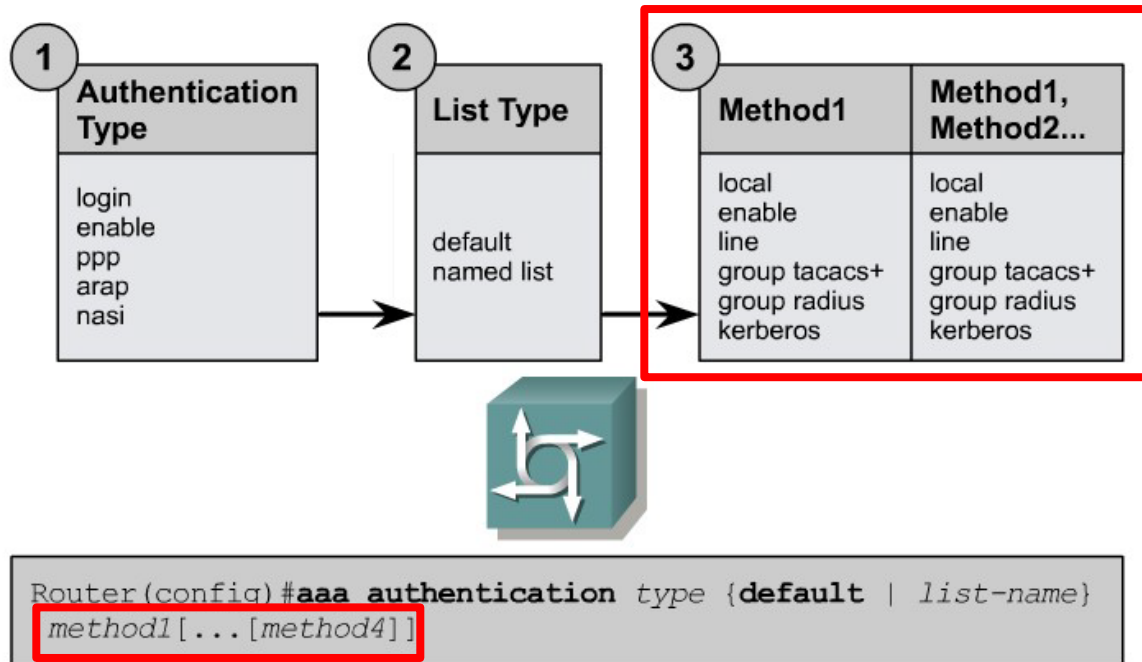 1
Authentication
Type
login
enable
ppp
arap
nasi
2
List Type
default
named list
3
Method1
local
enable
line
group tacacs+
group radius
kerberos
Method1,
Method2...
local
enable
line
group tacacs+
group radius
kerberos
Router(config)#aaa authentication type {default | list-name}
method1[...[method4]]